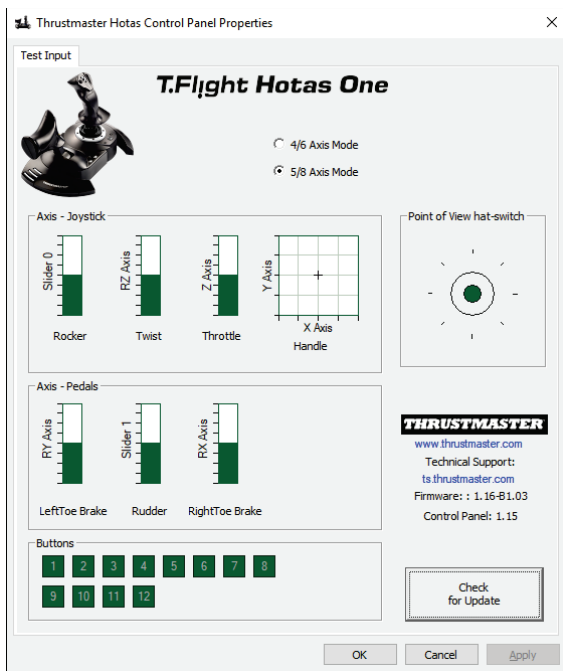 Thrustmaster Hotas Control Panel Properties
Test Input
T.Flight Hotas One
4/6 Axis Mode
5/8 Axis Mode
Axis - Joystick
Slider 0
RZ Axis
Z Axis
Y Axis
X Axis
Rocker
Twist
Throttle
Handle
Point of View hat-switch
Axis - Pedals
RY Axis
Slider 1
RX Axis
LeftToe Brake
Rudder
RightToe Brake
THRUSTMASTER
www.thrustmaster.com
Technical Support:
ts.thrustmaster.com
Firmware: : 1.16-B1.03
Control Panel: 1.15
Buttons
1 2 3 4 5 6 7 8
9 10 11 12
Check
for Update
OK Cancel Apply